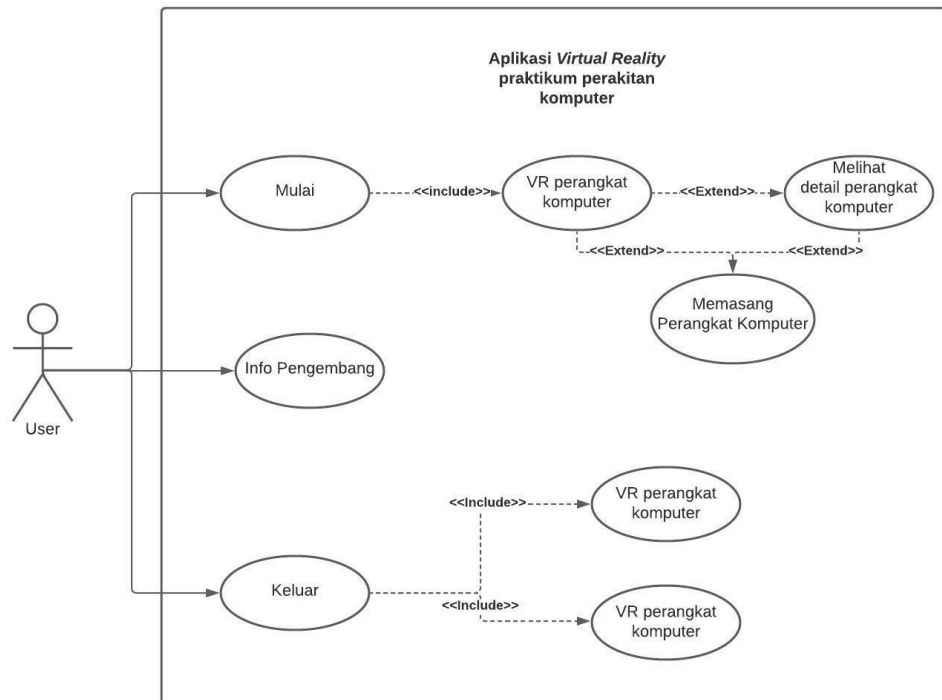 Aplikasi Virtual Reality
praktikum perakitan
komputer
Mulai
<<include>>
VR perangkat
komputer
<<Extend>>
Melihat
detail perangkat
komputer
<<Extend>>
<<Extend>>
Memasang
Perangkat Komputer
User
Info Pengembang
<<Include>>
VR perangkat
komputer
Keluar
<<Include>>
VR perangkat
komputer